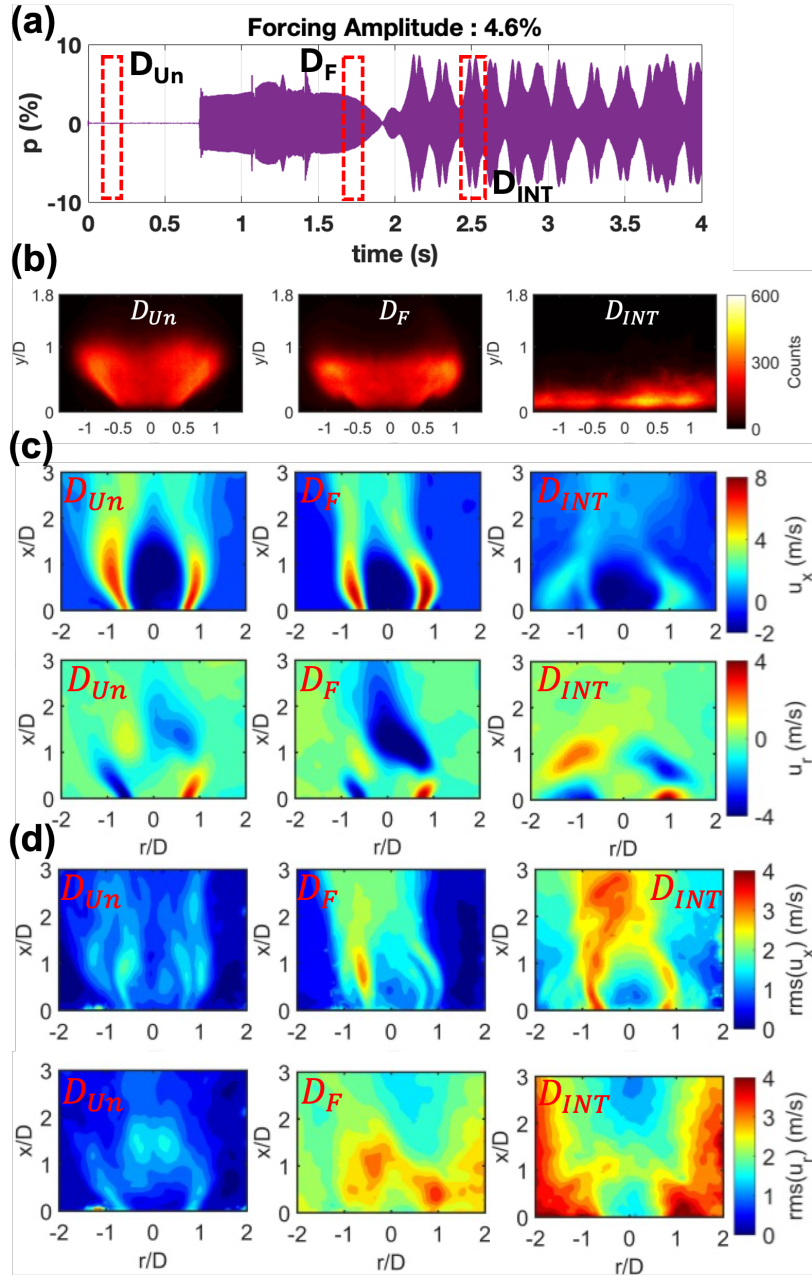 (a)
Forcing Amplitude : 4.6%
10
0
-10
p (%)
D_Un
D_F
D_INT
0 0.5 1 1.5 2 2.5 3 3.5 4
time (s)
(b)
1.8
1
0
y/D
D_Un
-1 -0.5 0 0.5 1
1.8
1
0
y/D
D_F
-1 -0.5 0 0.5 1
1.8
1
0
y/D
D_INT
-1 -0.5 0 0.5 1
600
300
0
Counts
(c)
3
2
1
0
x/D
D_Un
-2 -1 0 1 2
3
2
1
0
x/D
D_F
-2 -1 0 1 2
3
2
1
0
x/D
D_INT
-2 -1 0 1 2
8
4
0
-2
u_x (m/s)
3
2
1
0
x/D
D_Un
-2 -1 0 1 2
r/D
3
2
1
0
x/D
D_F
-2 -1 0 1 2
r/D
3
2
1
0
x/D
D_INT
-2 -1 0 1 2
r/D
4
2
0
-2
-4
u_r (m/s)
(d)
3
2
1
0
x/D
D_Un
-2 -1 0 1 2
3
2
1
0
x/D
D_F
-2 -1 0 1 2
3
2
1
0
x/D
D_INT
-2 -1 0 1 2
4
3
2
1
0
rms(u_x) (m/s)
3
2
1
0
x/D
D_Un
-2 -1 0 1 2
r/D
3
2
1
0
x/D
D_F
-2 -1 0 1 2
r/D
3
2
1
0
x/D
D_INT
-2 -1 0 1 2
r/D
4
3
2
1
0
rms(u_r) (m/s)